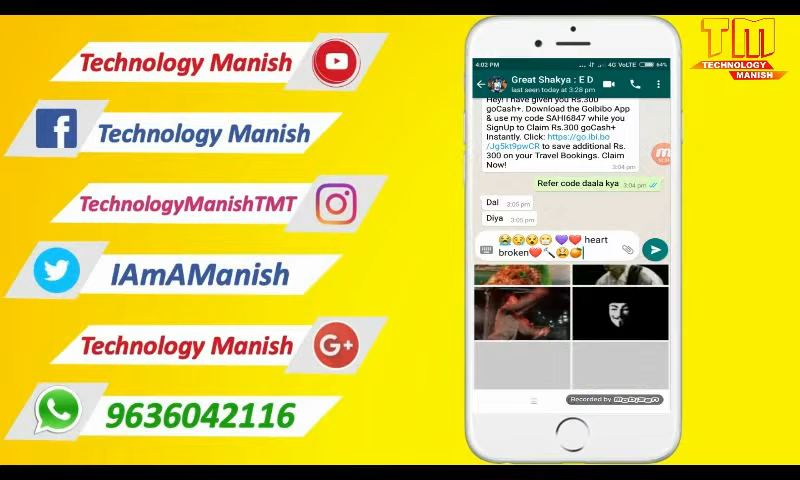 Technology Manish
Technology Manish
TechnologyManishTMT
IAmAManish
Technology Manish
G+
9636042116
TM
TECHNOLOGY
MANISH
4:02 PM
4G VoLTE 64%
Great Shakya : E D
last seen today at 3:28 pm
Hey! I have given you Rs.300
goCash+. Download the Goibibo App
& use my code SAHI6847 while you
SignUp to Claim Rs.300 goCash+
Instantly. Click: https://go.ibi.bo
/Jg5kt9pwCR to save additional Rs.
300 on your Travel Bookings. Claim
Now!
3:04 pm
Refer code daala kya 3:04 pm
Dal 3:05 pm
Diya 3:05 pm
heart
broken
Recorded by Mobizen